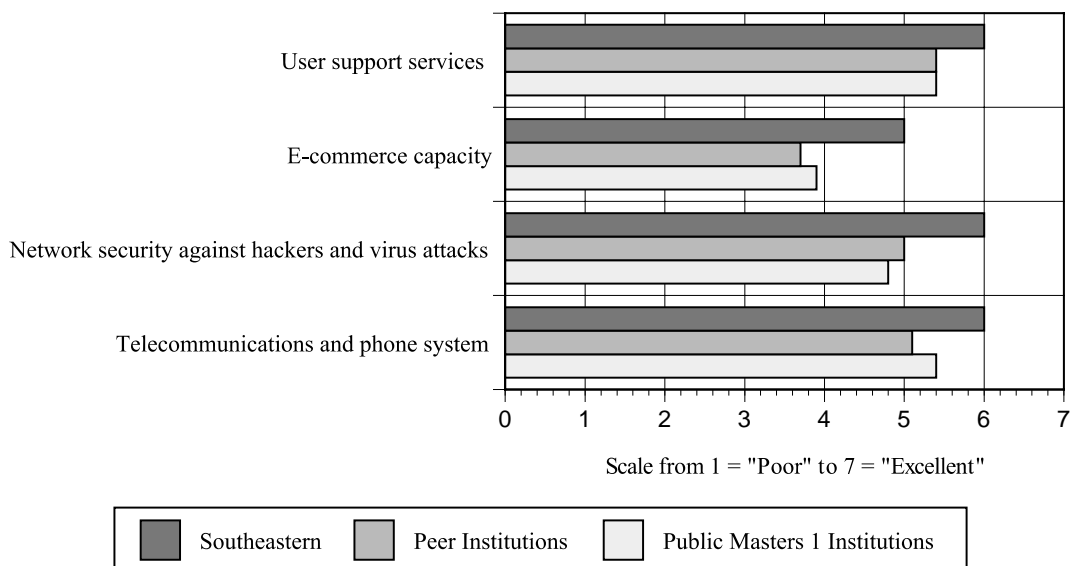 User support services
E-commerce capacity
Network security against hackers and virus attacks
Telecommunications and phone system
0 1 2 3 4 5 6 7
Scale from 1 = "Poor" to 7 = "Excellent"
Southeastern Peer Institutions Public Masters 1 Institutions